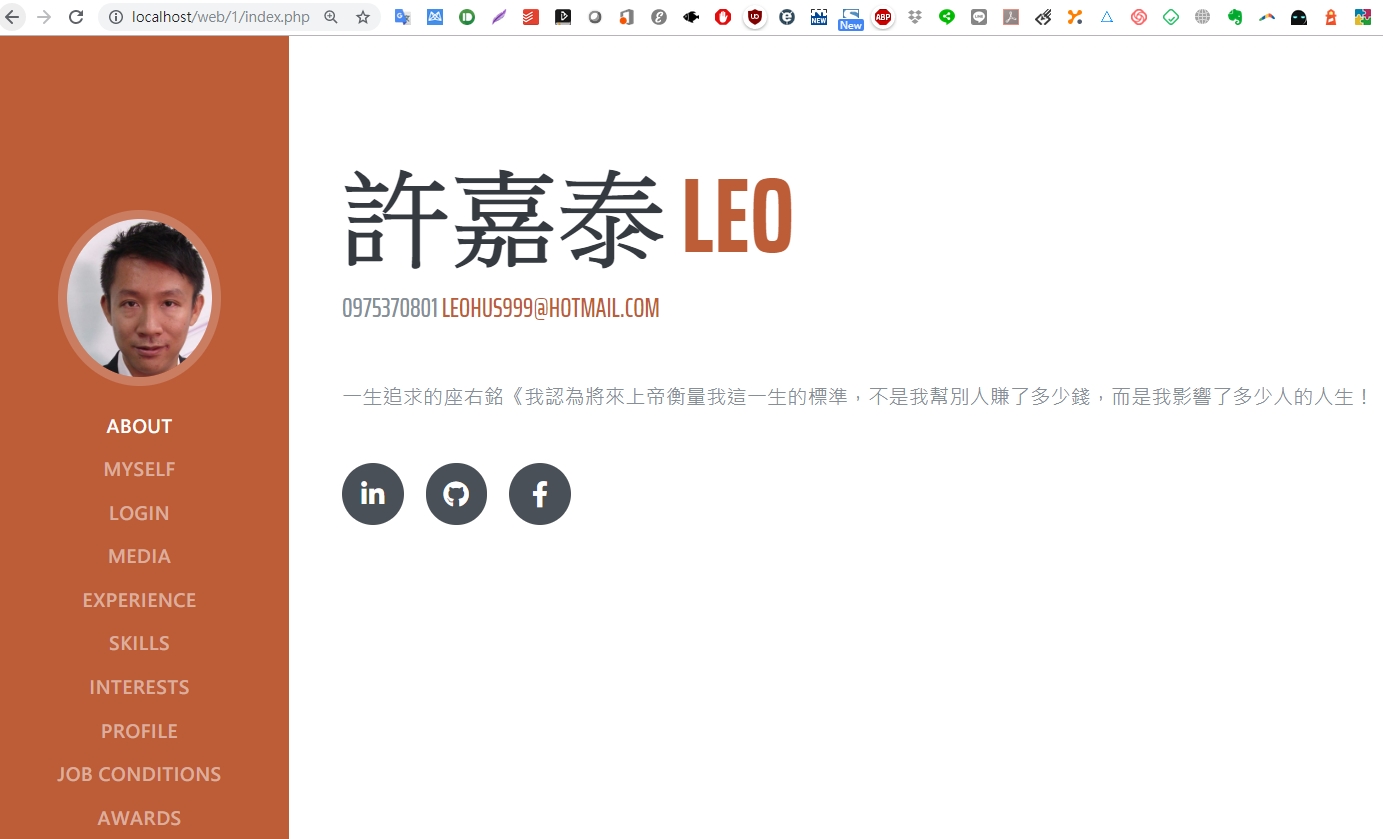 localhost/web/1/index.php
New
許嘉泰 LEO
0975370801 LEOHUS999@HOTMAIL.COM
一生追求的座右銘《我認為將來上帝衡量我這一生的標準，不是我幫別人賺了多少錢，而是我影響了多少人的人生！
ABOUT
MYSELF
LOGIN
MEDIA
EXPERIENCE
SKILLS
INTERESTS
PROFILE
JOB CONDITIONS
AWARDS